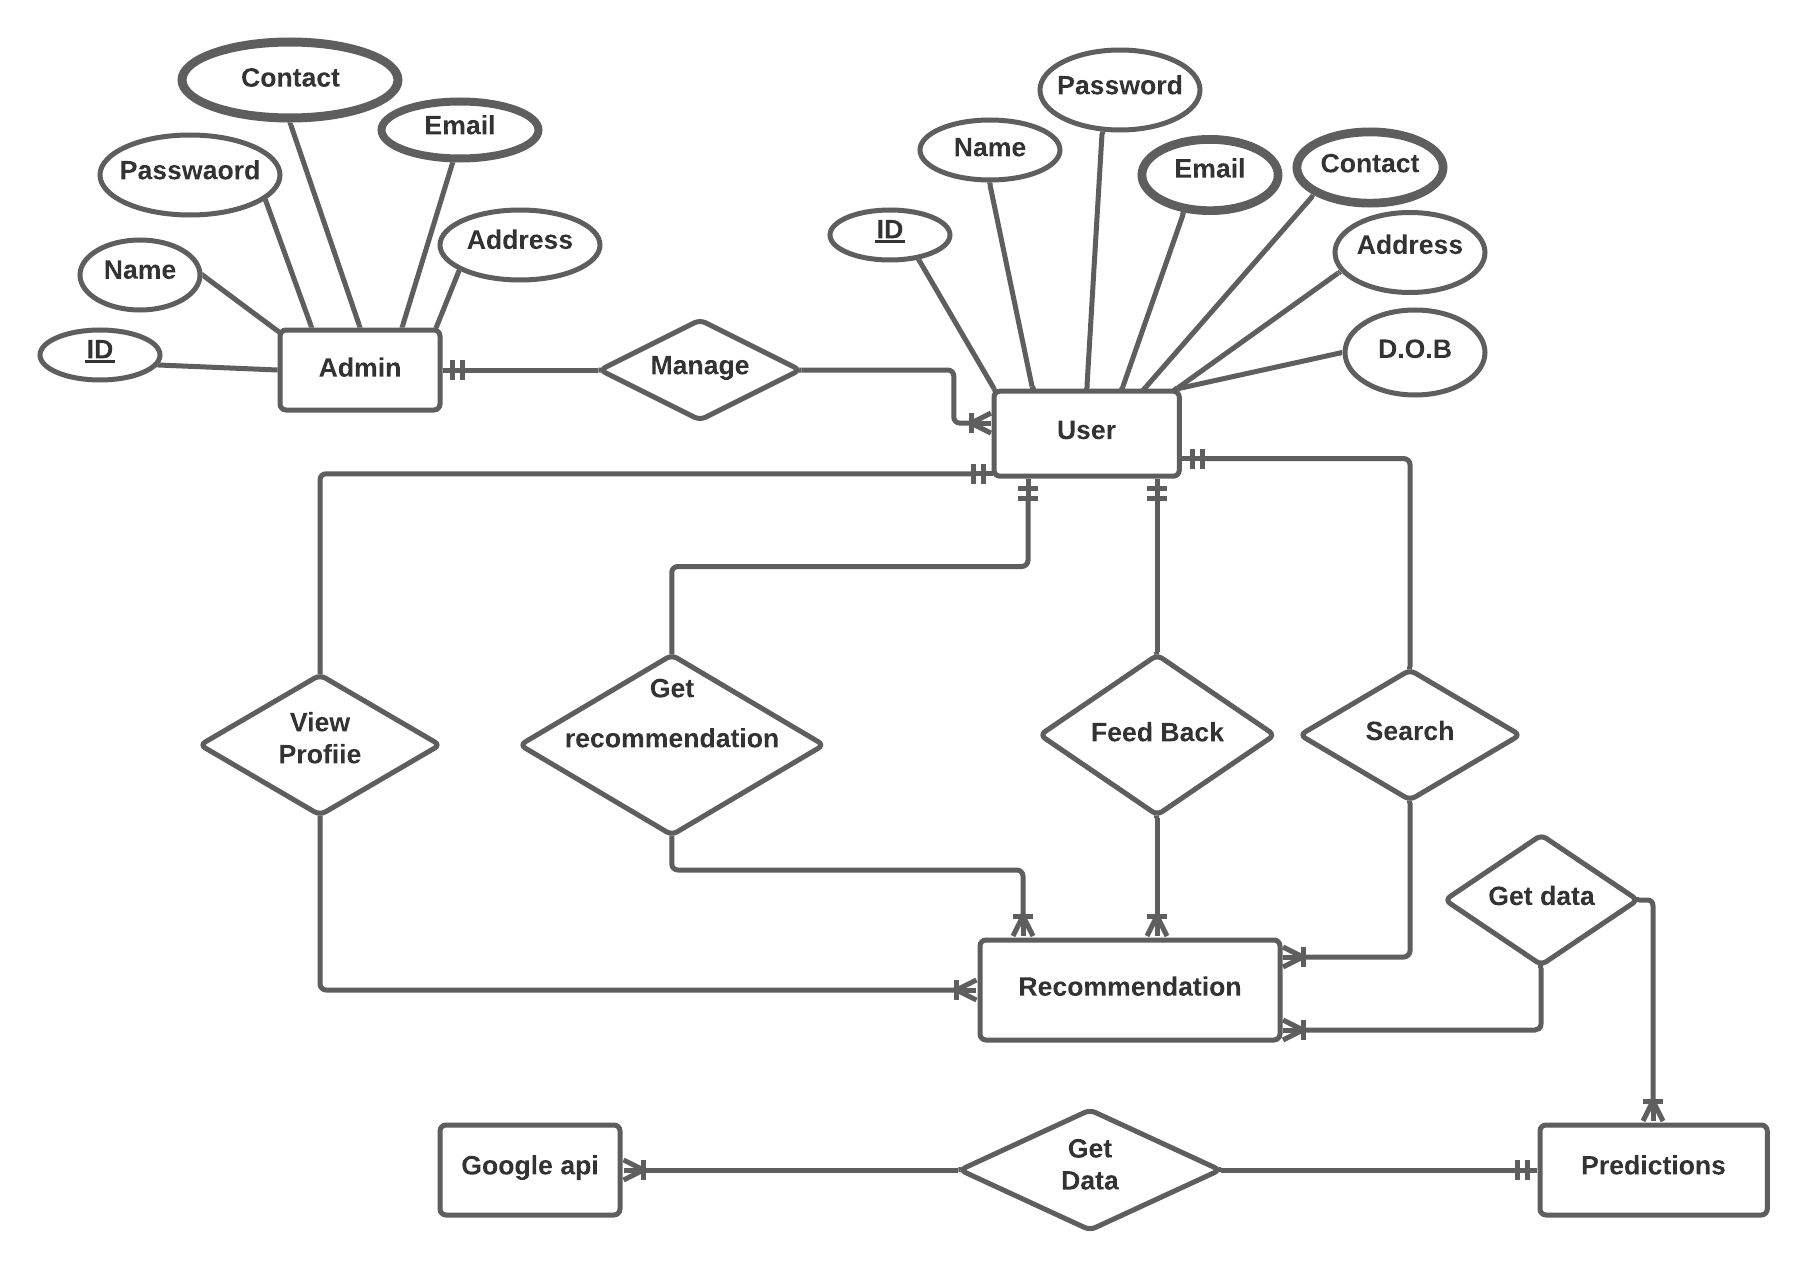 Contact
Password
Email
Name
Email
Contact
Passwaord
ID
Address
Address
Name
ID
Admin
Manage
D.O.B
User
View
Profiie
Get
recommendation
Feed Back
Search
Get data
Recommendation
Google api
Get
Data
Predictions